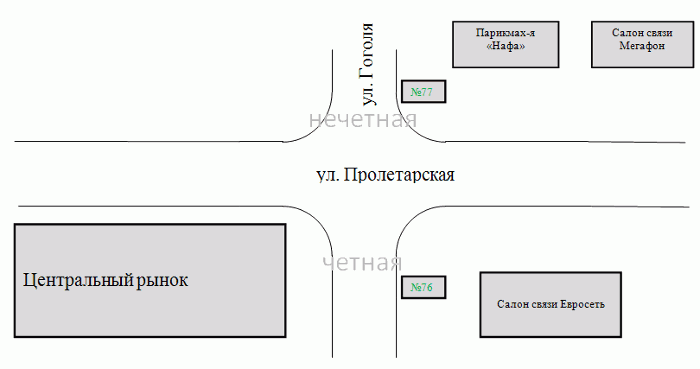 Парикмах-я
«Нафа»
Салон связи
Мегафон
ул. Гоголя
№77
нечетная
ул. Пролетарская
четная
Центральный рынок
№76
Салон связи Евросеть